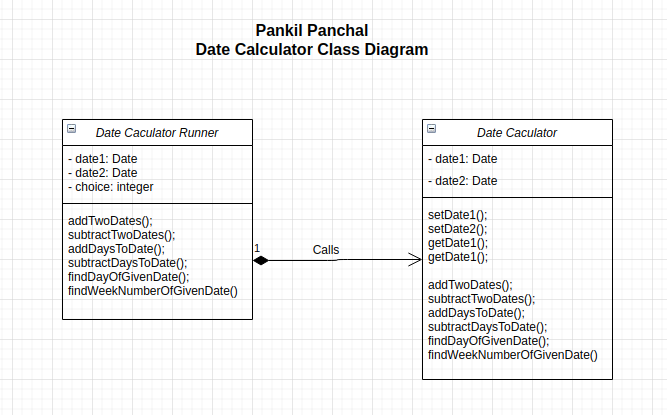 Pankil Panchal
Date Calculator Class Diagram
Date Caculator Runner
- date1: Date
- date2: Date
- choice: integer
addTwoDates();
subtractTwoDates();
addDaysToDate();
subtractDaysToDate();
findDayOfGivenDate();
findWeekNumberOfGivenDate()
1
Calls
Date Caculator
- date1: Date
- date2: Date
setDate1();
setDate2();
getDate1();
getDate1();
addTwoDates();
subtractTwoDates();
addDaysToDate();
subtractDaysToDate();
findDayOfGivenDate();
findWeekNumberOfGivenDate()